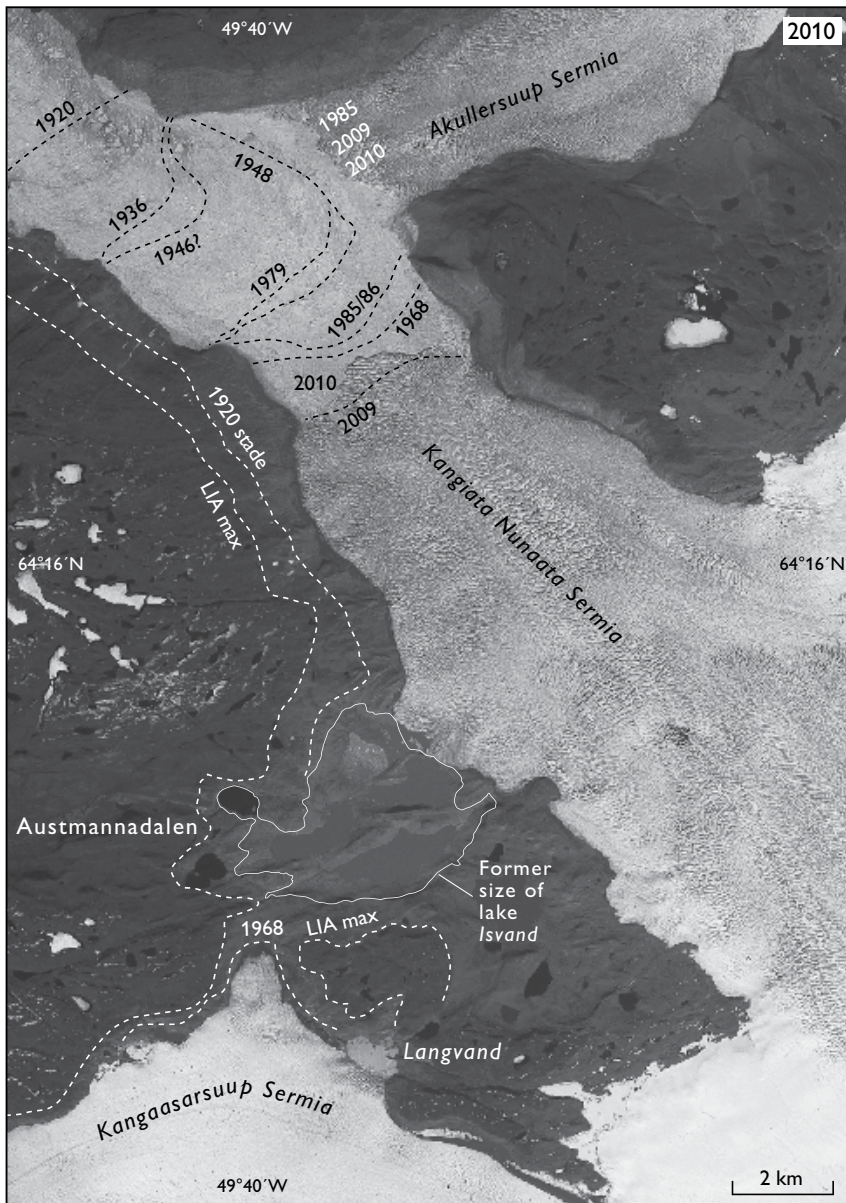 49°40´W
2010
1920
1985
2009
2010
Akullersuup Sermia
1948
1936
1946?
1979
1985/86
1968
2010
2009
1920 stade
LIA max
Kangiata Nunaata Sermia
64°16´N
64°16´N
Austmannadalen
Former
size of
lake
Isvand
1968
LIA max
Langvand
Kangaasarsuup Sermia
49°40´W
2 km